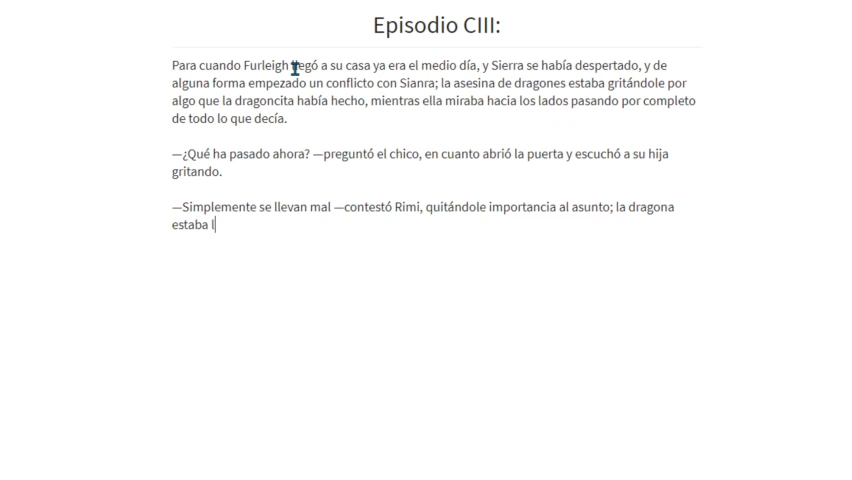 Episodio CIII:
Para cuando Furleigh llegó a su casa ya era el medio día, y Sierra se había despertado, y de
alguna forma empezado un conflicto con Sianra; la asesina de dragones estaba gritándole por
algo que la dragoncita había hecho, mientras ella miraba hacia los lados pasando por completo
de todo lo que decía.
—¿Qué ha pasado ahora? —preguntó el chico, en cuanto abrió la puerta y escuchó a su hija
gritando.
—Simplemente se llevan mal —contestó Rimi, quitándole importancia al asunto; la dragona
estaba l